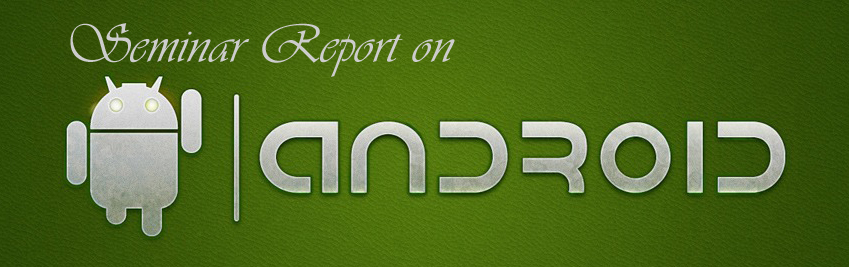 Seminar Report on
ANDROID